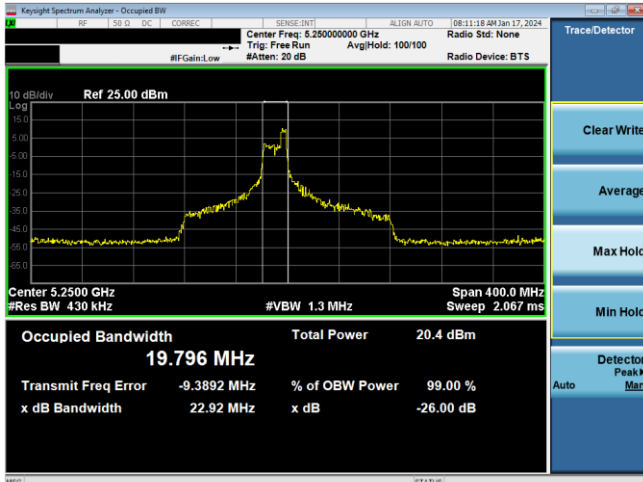 Keysight Spectrum Analyzer - Occupied BW
RF 50 Ω DC CORREC SENSE:INT ALIGN AUTO 08:11:18 AM Jan 17, 2024
Center Freq: 5.250000000 GHz Radio Std: None
Trig: Free Run Avg|Hold: 100/100
#IFGain:Low #Atten: 20 dB Radio Device: BTS
Trace/Detector
10 dB/div Ref 25.00 dBm
Log
15.0
5.00
-5.00
-15.0
-25.0
-35.0
-45.0
-55.0
-65.0
Center 5.2500 GHz Span 400.0 MHz
#Res BW 430 kHz #VBW 1.3 MHz Sweep 2.067 ms
Occupied Bandwidth Total Power 20.4 dBm
19.796 MHz
Transmit Freq Error -9.3892 MHz % of OBW Power 99.00 %
x dB Bandwidth 22.92 MHz x dB -26.00 dB
Clear Write
Average
Max Hold
Min Hold
Detector
Peak
Auto Man
MSG STATUS